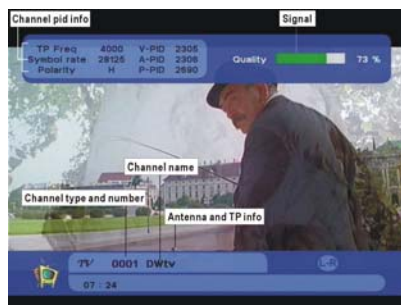 Channel pid info
Signal
TP Freq 4000 V-PID 2305
Symbol rate 28125 A-PID 2306
Polarity H P-PID 2690
Quality 73 %
Channel name
Channel type and number
Antenna and TP info
TV 0001 DWtv
07 : 24